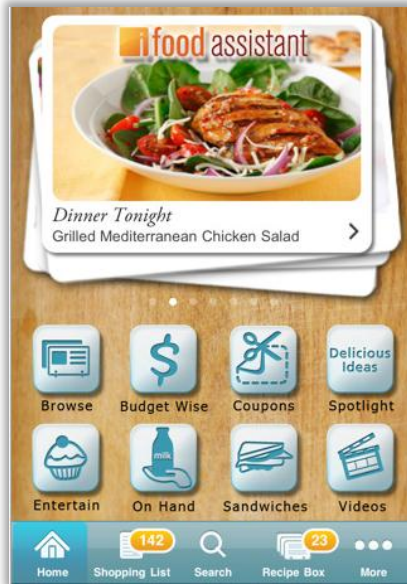 ifood assistant
Dinner Tonight
Grilled Mediterranean Chicken Salad
Delicious
Ideas
Browse Budget Wise Coupons Spotlight
milk
Entertain On Hand Sandwiches Videos
142 23
Home Shopping List Search Recipe Box More